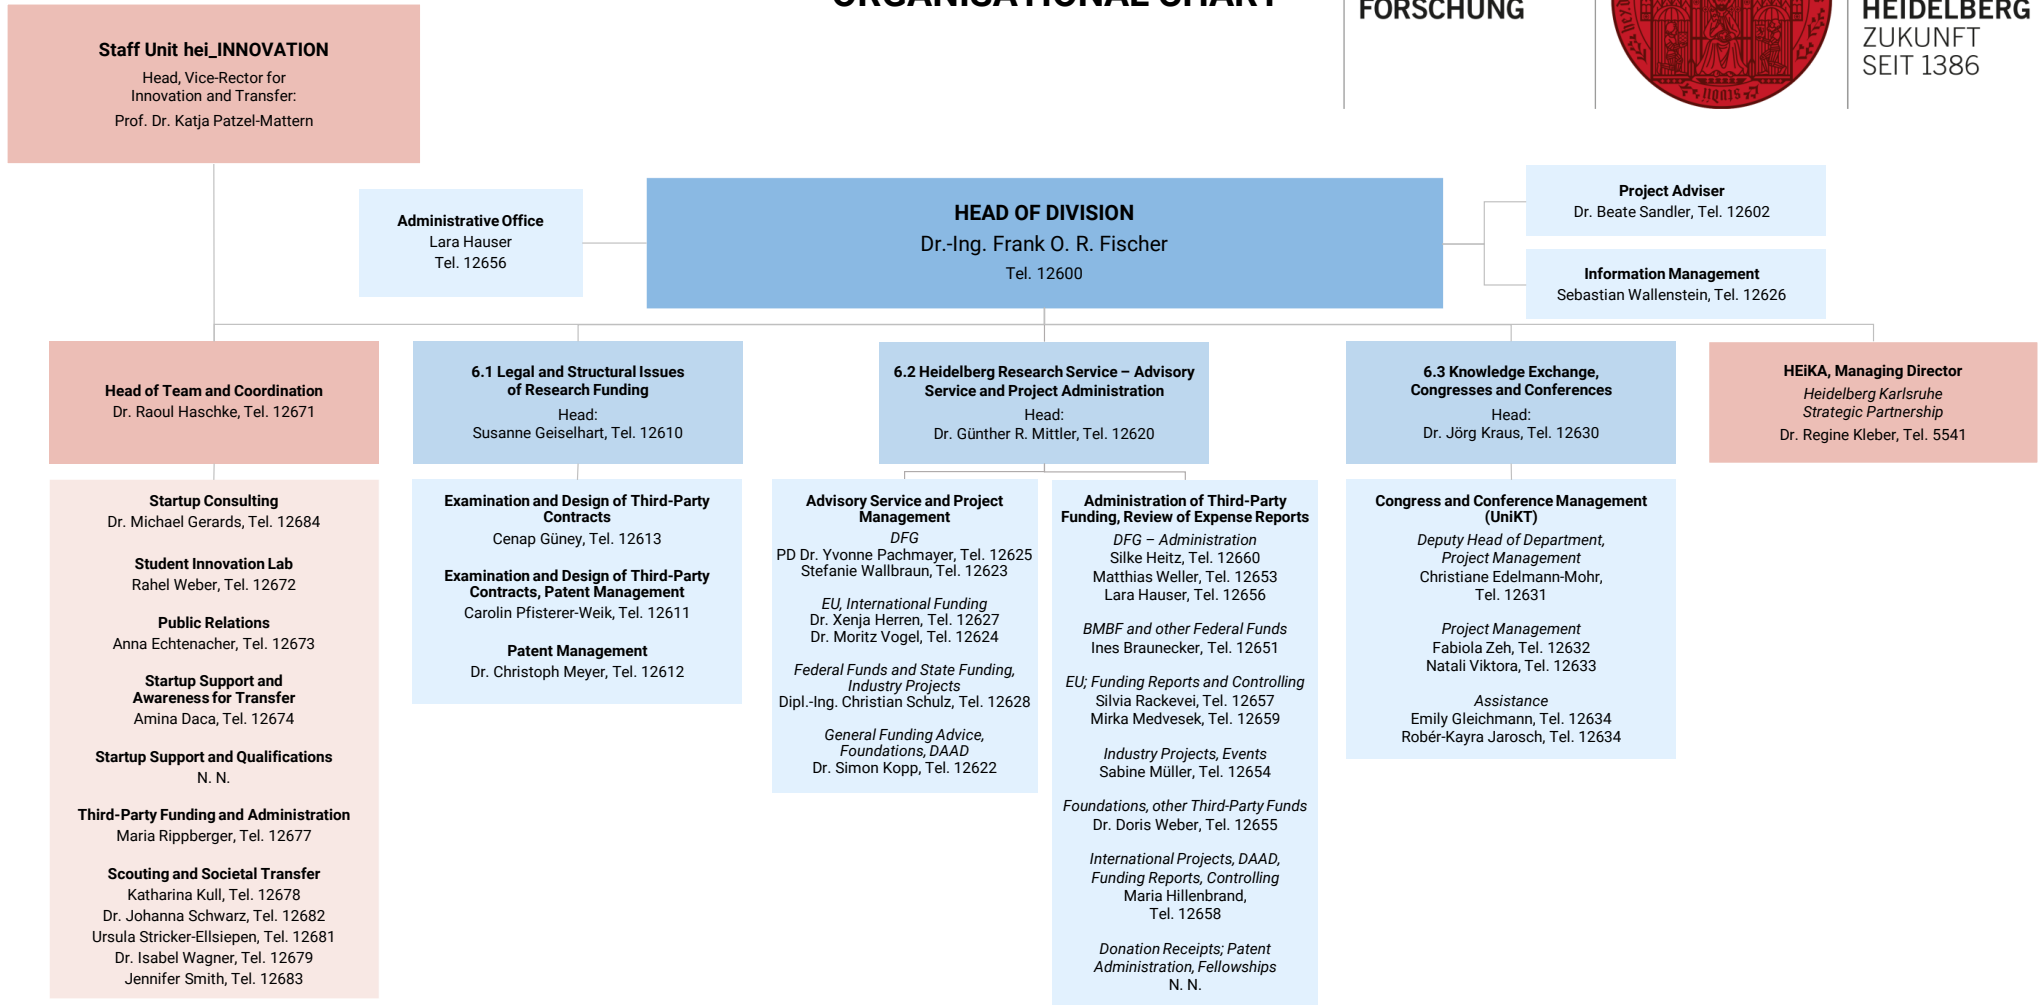 ORGANISATIONAL CHART
FORSCHUNG
HEIDELBERG
ZUKUNFT
SEIT 1386
Staff Unit hei_INNOVATION
Head, Vice-Rector for
Innovation and Transfer:
Prof. Dr. Katja Patzel-Mattern
Administrative Office
Lara Hauser
Tel. 12656
HEAD OF DIVISION
Dr.-Ing. Frank O. R. Fischer
Tel. 12600
Project Adviser
Dr. Beate Sandler, Tel. 12602
Information Management
Sebastian Wallenstein, Tel. 12626
Head of Team and Coordination
Dr. Raoul Haschke, Tel. 12671
Startup Consulting
Dr. Michael Gerards, Tel. 12684
Student Innovation Lab
Rahel Weber, Tel. 12672
Public Relations
Anna Echtenacher, Tel. 12673
Startup Support and
Awareness for Transfer
Amina Daca, Tel. 12674
Startup Support and Qualifications
N. N.
Third-Party Funding and Administration
Maria Rippberger, Tel. 12677
Scouting and Societal Transfer
Katharina Kull, Tel. 12678
Dr. Johanna Schwarz, Tel. 12682
Ursula Stricker-Ellsiepen, Tel. 12681
Dr. Isabel Wagner, Tel. 12679
Jennifer Smith, Tel. 12683
6.1 Legal and Structural Issues
of Research Funding
Head:
Susanne Geiselhart, Tel. 12610
Examination and Design of Third-Party
Contracts
Cenap Güney, Tel. 12613
Examination and Design of Third-Party
Contracts, Patent Management
Carolin Pfisterer-Weik, Tel. 12611
Patent Management
Dr. Christoph Meyer, Tel. 12612
6.2 Heidelberg Research Service – Advisory
Service and Project Administration
Head:
Dr. Günther R. Mittler, Tel. 12620
Advisory Service and Project
Management
DFG
PD Dr. Yvonne Pachmayer, Tel. 12625
Stefanie Wallbraun, Tel. 12623
EU, International Funding
Dr. Xenja Herren, Tel. 12627
Dr. Moritz Vogel, Tel. 12624
Federal Funds and State Funding,
Industry Projects
Dipl.-Ing. Christian Schulz, Tel. 12628
General Funding Advice,
Foundations, DAAD
Dr. Simon Kopp, Tel. 12622
Administration of Third-Party
Funding, Review of Expense Reports
DFG – Administration
Silke Heitz, Tel. 12660
Matthias Weller, Tel. 12653
Lara Hauser, Tel. 12656
BMBF and other Federal Funds
Ines Braunecker, Tel. 12651
EU; Funding Reports and Controlling
Silvia Rackevei, Tel. 12657
Mirka Medvesek, Tel. 12659
Industry Projects, Events
Sabine Müller, Tel. 12654
Foundations, other Third-Party Funds
Dr. Doris Weber, Tel. 12655
International Projects, DAAD,
Funding Reports, Controlling
Maria Hillenbrand,
Tel. 12658
Donation Receipts; Patent
Administration, Fellowships
N. N.
6.3 Knowledge Exchange,
Congresses and Conferences
Head:
Dr. Jörg Kraus, Tel. 12630
Congress and Conference Management
(UniKT)
Deputy Head of Department,
Project Management
Christiane Edelmann-Mohr,
Tel. 12631
Project Management
Fabiola Zeh, Tel. 12632
Natali Viktora, Tel. 12633
Assistance
Emily Gleichmann, Tel. 12634
Robér-Kayra Jarosch, Tel. 12634
HEiKA, Managing Director
Heidelberg Karlsruhe
Strategic Partnership
Dr. Regine Kleber, Tel. 5541